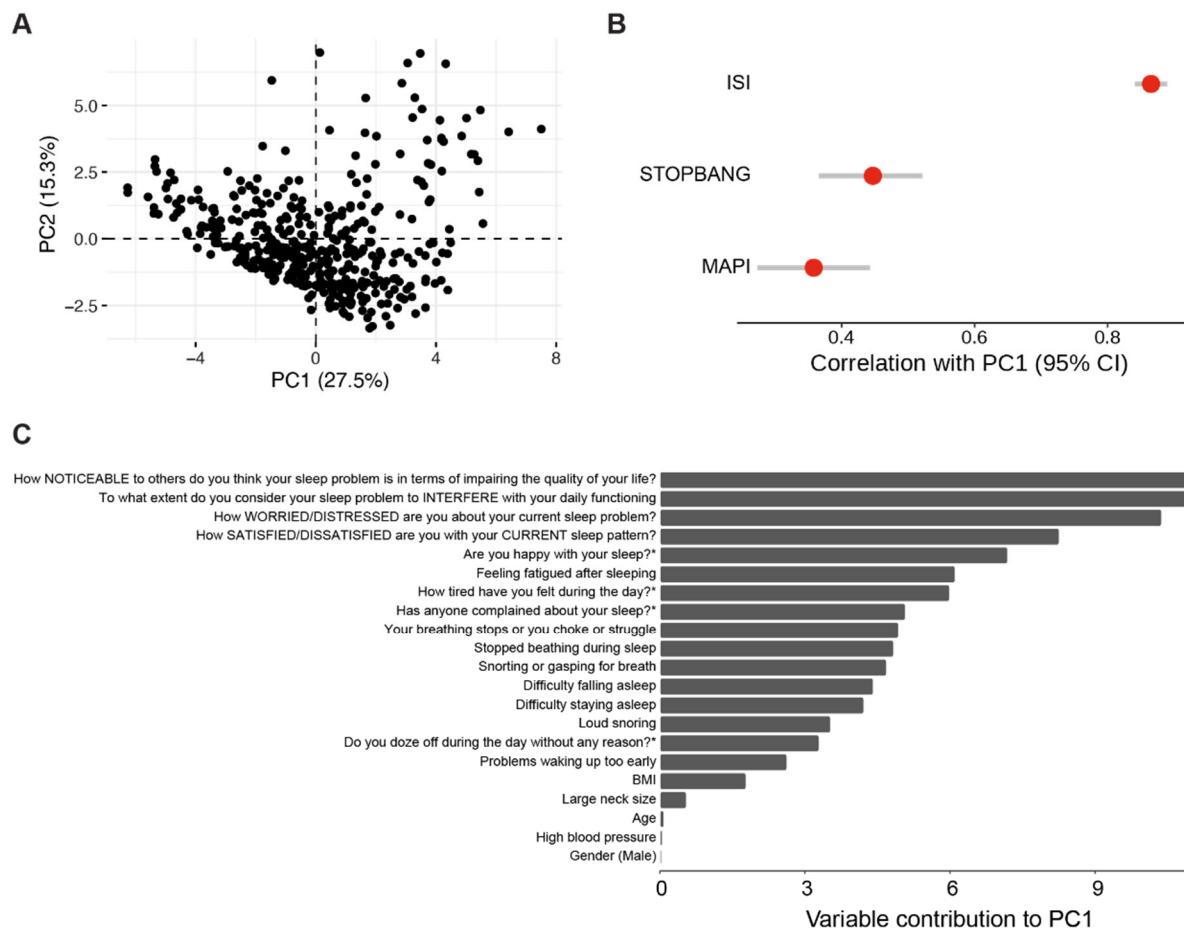 A
B
5.0
2.5
0.0
−2.5
PC2 (15.3%)
−4
0
4
8
PC1 (27.5%)
ISI
STOPBANG
MAPI
0.4
0.6
0.8
Correlation with PC1 (95% CI)
C
How NOTICEABLE to others do you think your sleep problem is in terms of impairing the quality of your life?
To what extent do you consider your sleep problem to INTERFERE with your daily functioning
How WORRIED/DISTRESSED are you about your current sleep problem?
How SATISFIED/DISSATISFIED are you with your CURRENT sleep pattern?
Are you happy with your sleep?*
Feeling fatigued after sleeping
How tired have you felt during the day?*
Has anyone complained about your sleep?*
Your breathing stops or you choke or struggle
Stopped beathing during sleep
Snorting or gasping for breath
Difficulty falling asleep
Difficulty staying asleep
Loud snoring
Do you doze off during the day without any reason?*
Problems waking up too early
BMI
Large neck size
Age
High blood pressure
Gender (Male)
0
3
6
9
Variable contribution to PC1